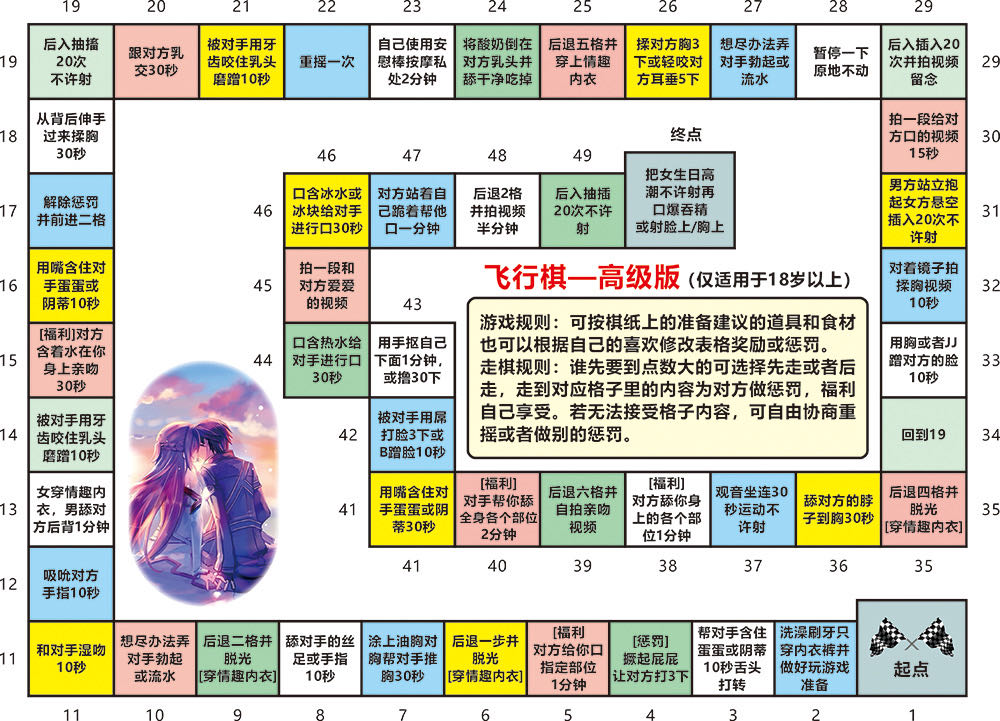 19
20
21
22
23
24
25
26
27
28
29
19
后入抽插
20次
不许射
跟对方乳
交30秒
被对手用牙
齿咬住乳头
磨蹭10秒
重摇一次
自己使用安
慰棒按摩私
处2分钟
将酸奶倒在
对方乳头并
舔干净吃掉
后退五格并
穿上情趣
内衣
揉对方胸3
下或轻咬对
方耳垂5下
想尽办法弄
对手勃起或
流水
暂停一下
原地不动
后入插入20
次并拍视频
留念
29
18
从背后伸手
过来揉胸
30秒
终点
拍一段给对
方口的视频
15秒
30
46
47
48
49
17
解除惩罚
并前进二格
46
口含冰水或
冰块给对手
进行口30秒
对方站着自
己跪着帮他
口一分钟
后退2格
并拍视频
半分钟
后入抽插
20次不许
射
把女生日高
潮不许射再
口爆吞精
或射脸上/胸上
男方站立抱
起女方悬空
插入20次不
许射
31
16
用嘴含住对
手蛋蛋或
阴蒂10秒
45
拍一段和
对方爱爱
的视频
43
飞行棋—高级版
(仅适用于18岁以上)
对着镜子拍
揉胸视频
10秒
32
15
[福利]对方
含着水在你
身上亲吻
30秒
44
口含热水给
对手进行口
30秒
用手抠自己
下面1分钟,
或撸30下
游戏规则：可按棋纸上的准备建议的道具和食材
也可以根据自己的喜欢修改表格奖励或惩罚。
走棋规则：谁先要到点数大的可选择先走或者后
走，走到对应格子里的内容为对方做惩罚，福利
自己享受。若无法接受格子内容，可自由协商重
摇或者做别的惩罚。
用胸或者JJ
蹭对方的脸
10秒
33
14
被对手用牙
齿咬住乳头
磨蹭10秒
42
被对手用屌
打脸3下或
B蹭脸10秒
回到19
34
13
女穿情趣内
衣，男舔对
方后背1分钟
41
用嘴含住对
手蛋蛋或阴
蒂30秒
[福利]
对手帮你舔
全身各个部位
2分钟
后退六格并
自拍亲吻
视频
[福利]
对方舔你身
上的各个部
位1分钟
观音坐连30
秒运动不
许射
舔对方的脖
子到胸30秒
后退四格并
脱光
[穿情趣内衣]
35
41
40
39
38
37
36
35
12
吸吮对方
手指10秒
11
和对手湿吻
10秒
想尽办法弄
对手勃起
或流水
后退二格并
脱光
[穿情趣内衣]
舔对手的丝
足或手指
10秒
涂上油胸对
胸帮对手推
胸30秒
后退一步并
脱光
[穿情趣内衣]
[福利
对方给你口
指定部位
1分钟
[惩罚]
撅起屁屁
让对方打3下
帮对手含住
蛋蛋或阴蒂
10秒舌头
打转
洗澡刷牙只
穿内衣裤并
做好玩游戏
准备
起点
11
10
9
8
7
6
5
4
3
2
1